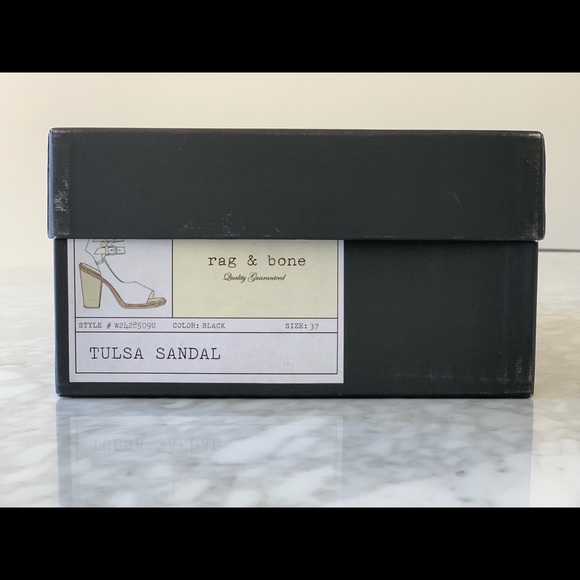 rag & bone
Quality Guaranteed
STYLE # W2428509U COLOR: BLACK SIZE: 37
TULSA SANDAL